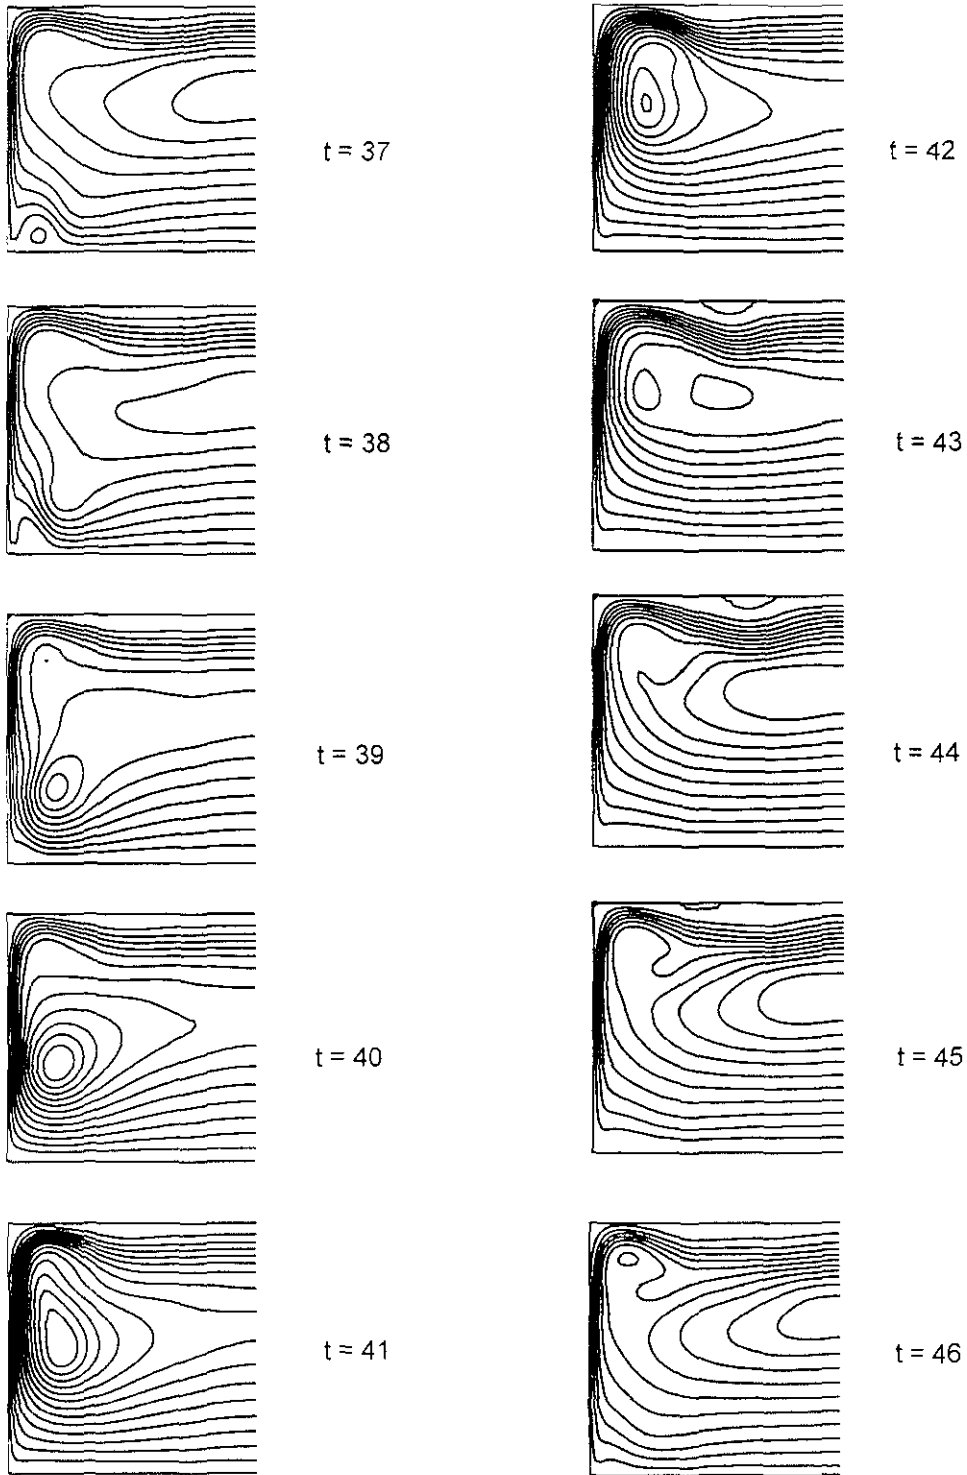 t = 37
t = 38
t = 39
t = 40
t = 41
t = 42
t = 43
t = 44
t = 45
t = 46